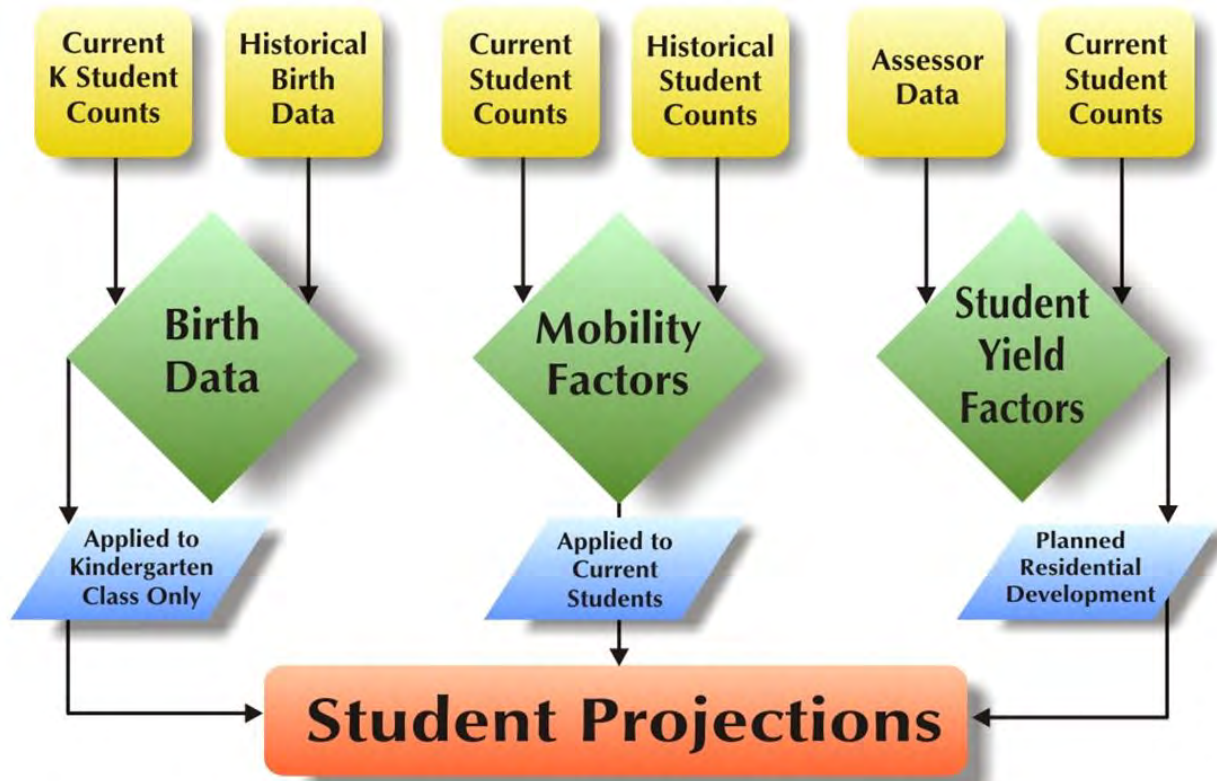 Current
K Student
Counts
Historical
Birth
Data
Current
Student
Counts
Historical
Student
Counts
Assessor
Data
Current
Student
Counts
Birth
Data
Mobility
Factors
Student
Yield
Factors
Applied to
Kindergarten
Class Only
Applied to
Current
Students
Planned
Residential
Development
Student Projections